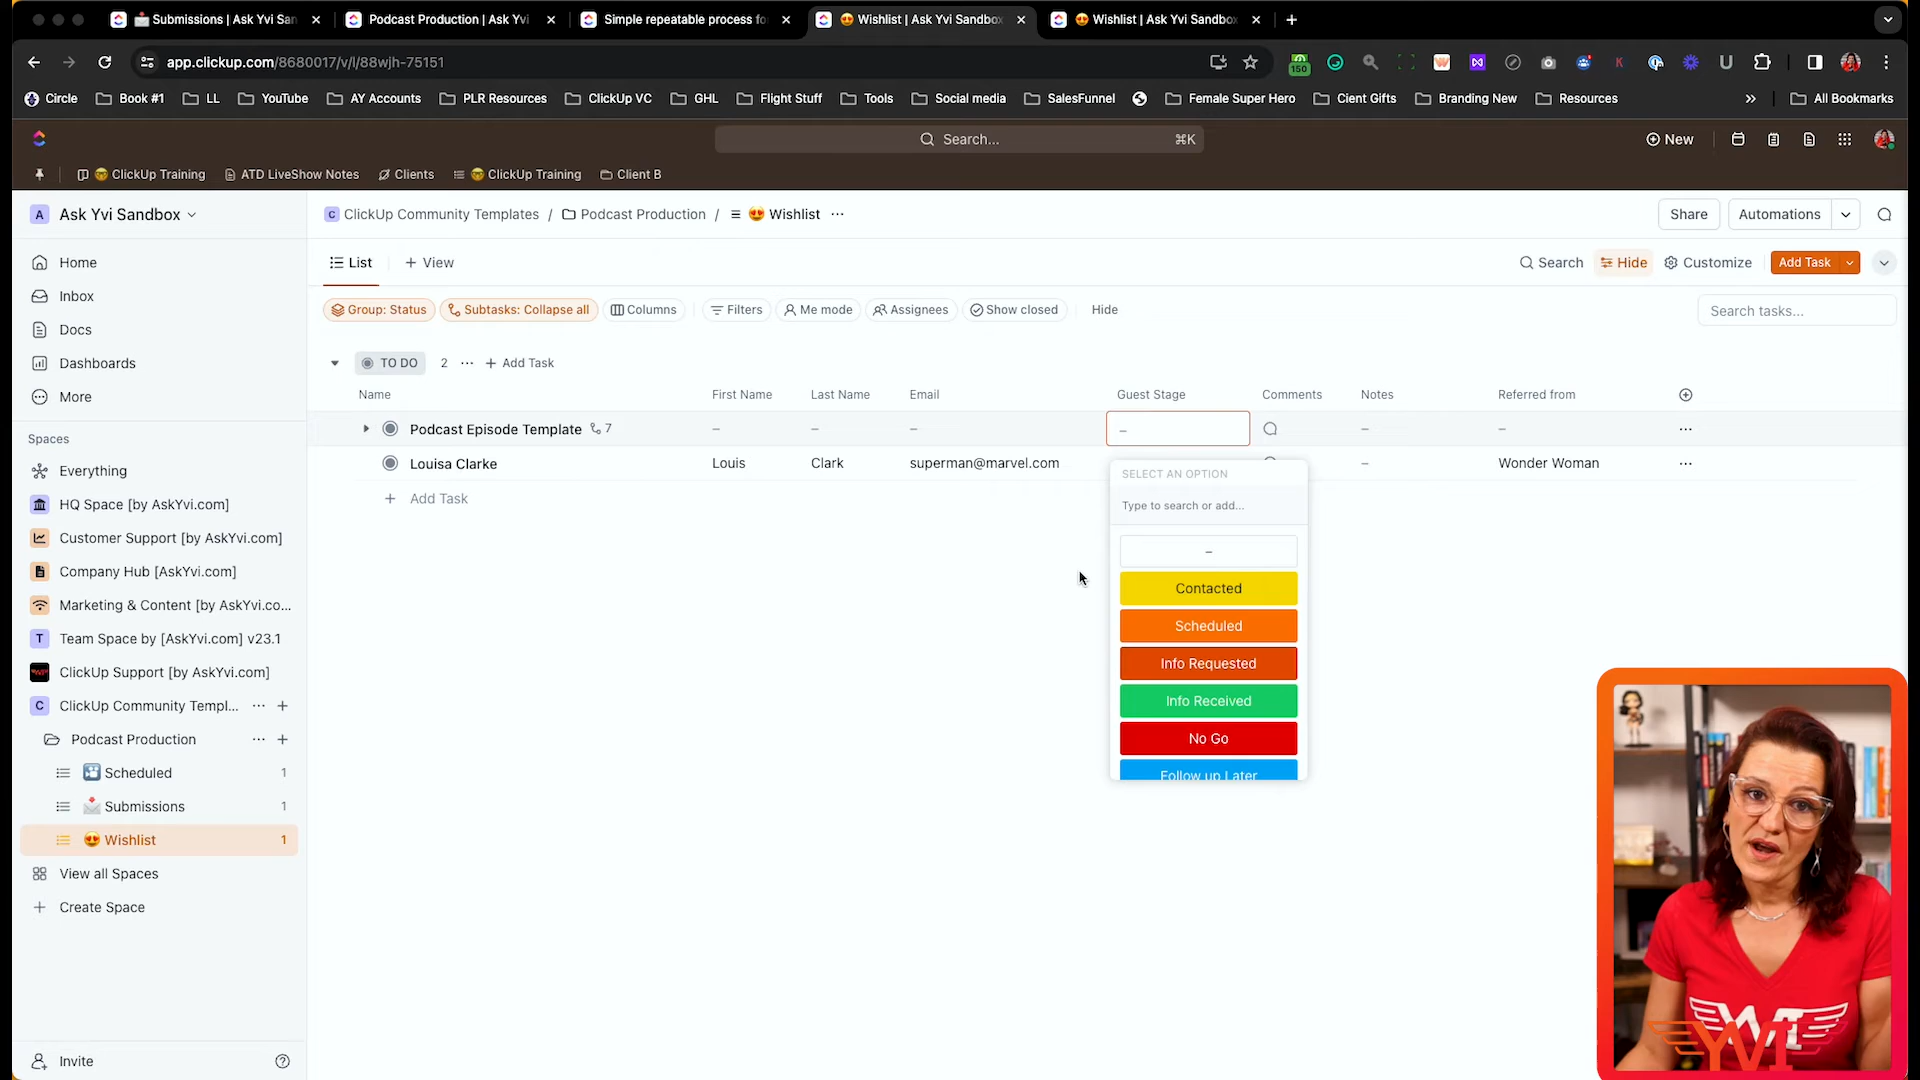 Submissions | Ask Yvi San
Podcast Production | Ask Yvi
Simple repeatable process fo
Wishlist | Ask Yvi Sandbox
Wishlist | Ask Yvi Sandbox
app.clickup.com/8680017/v/l/88wjh-75151
150
Circle
Book #1
LL
YouTube
AY Accounts
PLR Resources
ClickUp VC
GHL
Flight Stuff
Tools
Social media
SalesFunnel
Female Super Hero
Cient Gifts
Branding New
Resources
All Bookmarks
Search...
⌘K
New
ClickUp Training
ATD LiveShow Notes
Clients
ClickUp Training
Client B
A Ask Yvi Sandbox
C ClickUp Community Templates / Podcast Production / Wishlist ...
Share
Automations
Home
Inbox
Docs
Dashboards
More
List
+ View
Search
Hide
Customize
Add Task
Group: Status
Subtasks: Collapse all
Columns
Filters
Me mode
Assignees
Show closed
Hide
Search tasks...
TO DO 2 ... + Add Task
Name First Name Last Name Email Guest Stage Comments Notes Referred from
Podcast Episode Template 7 – – – – – – ...
Louisa Clarke Louis Clark superman@marvel.com – Wonder Woman ...
+ Add Task
SELECT AN OPTION
Type to search or add...
–
Contacted
Scheduled
Info Requested
Info Received
No Go
Follow up Later
Spaces
Everything
HQ Space [by AskYvi.com]
Customer Support [by AskYvi.com]
Company Hub [AskYvi.com]
Marketing & Content [by AskYvi.co...
T Team Space by [AskYvi.com] v23.1
ClickUp Support [by AskYvi.com]
C ClickUp Community Templ... ... +
Podcast Production ... +
Scheduled 1
Submissions 1
Wishlist 1
View all Spaces
+ Create Space
Invite
YVI